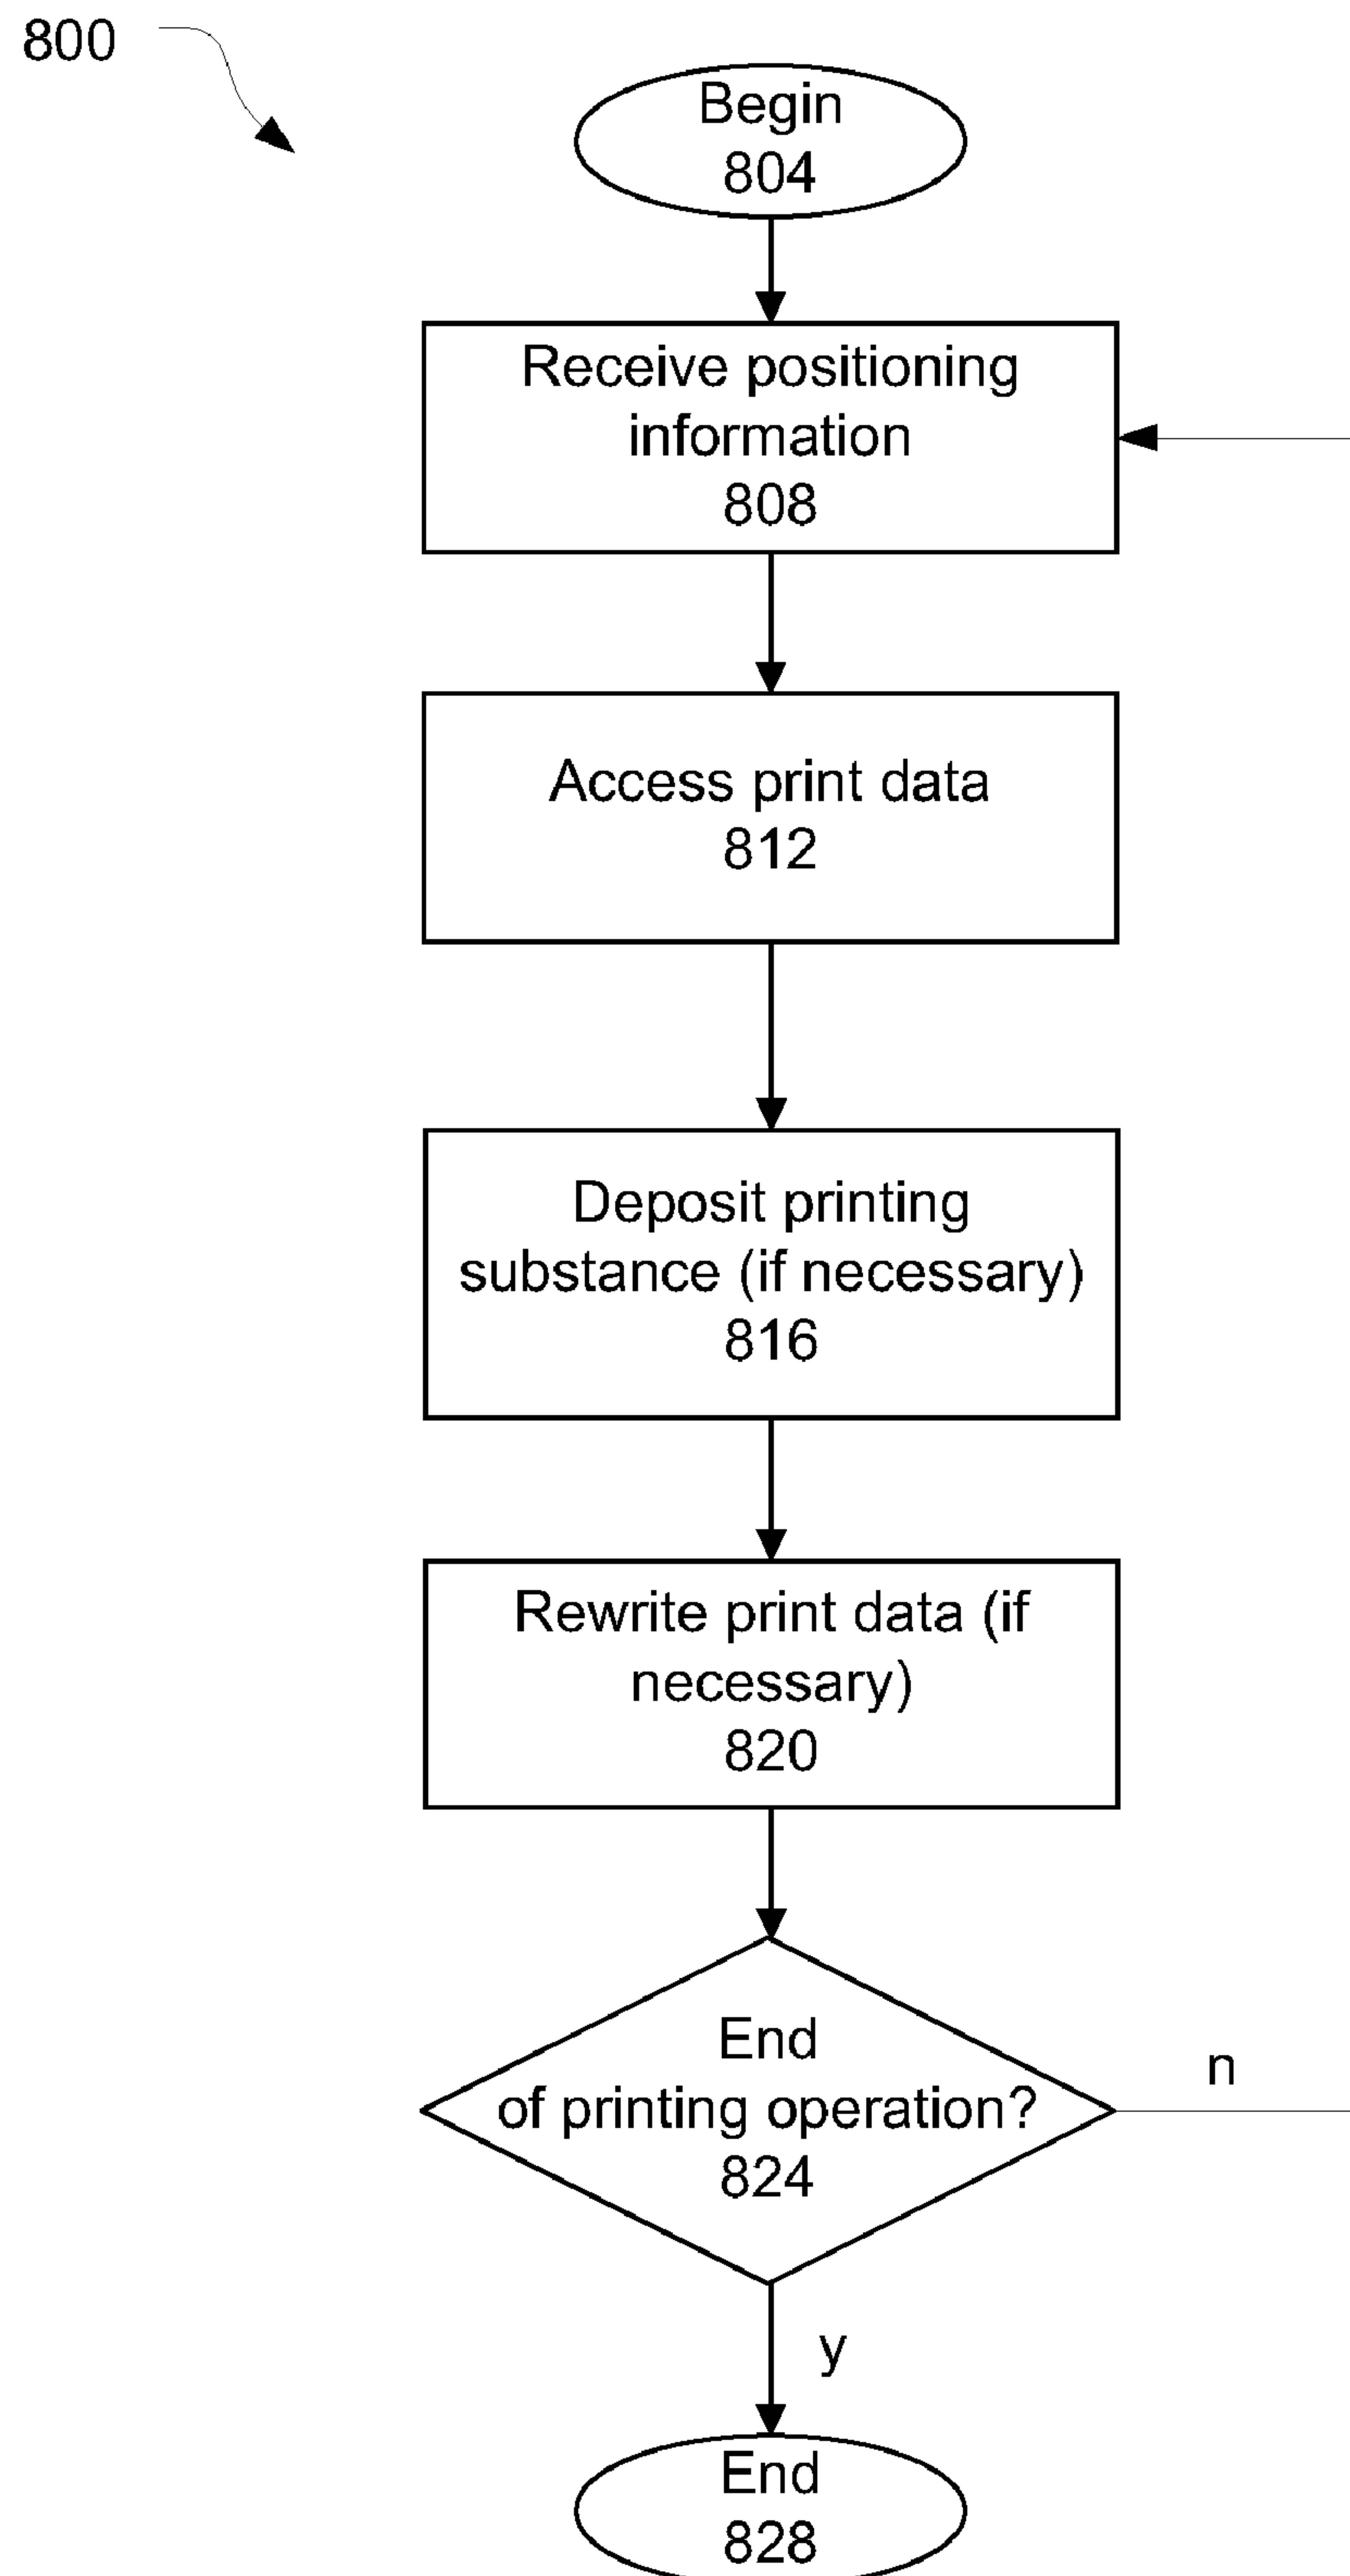 800
Begin
804
Receive positioning
information
808
Access print data
812
Deposit printing
substance (if necessary)
816
Rewrite print data (if
necessary)
820
End
of printing operation?
824
n
y
End
828